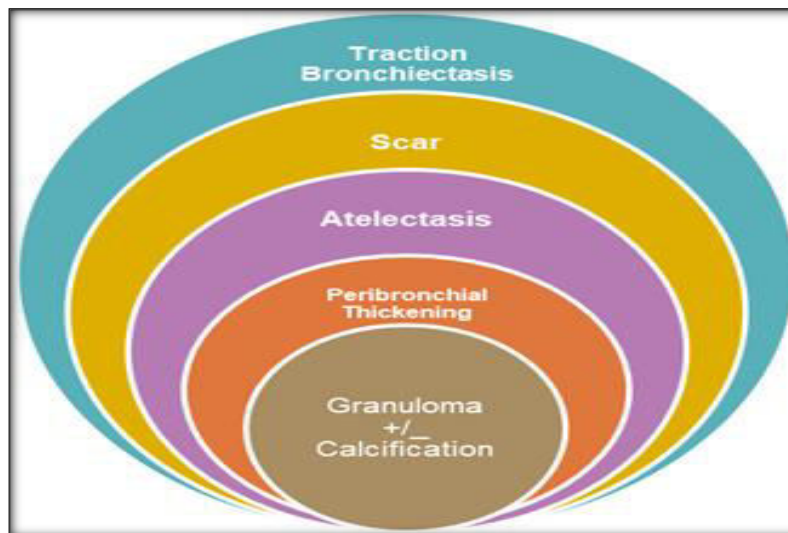 Traction
Bronchiectasis
Scar
Atelectasis
Peribronchial
Thickening
Granuloma
+/_
Calcification